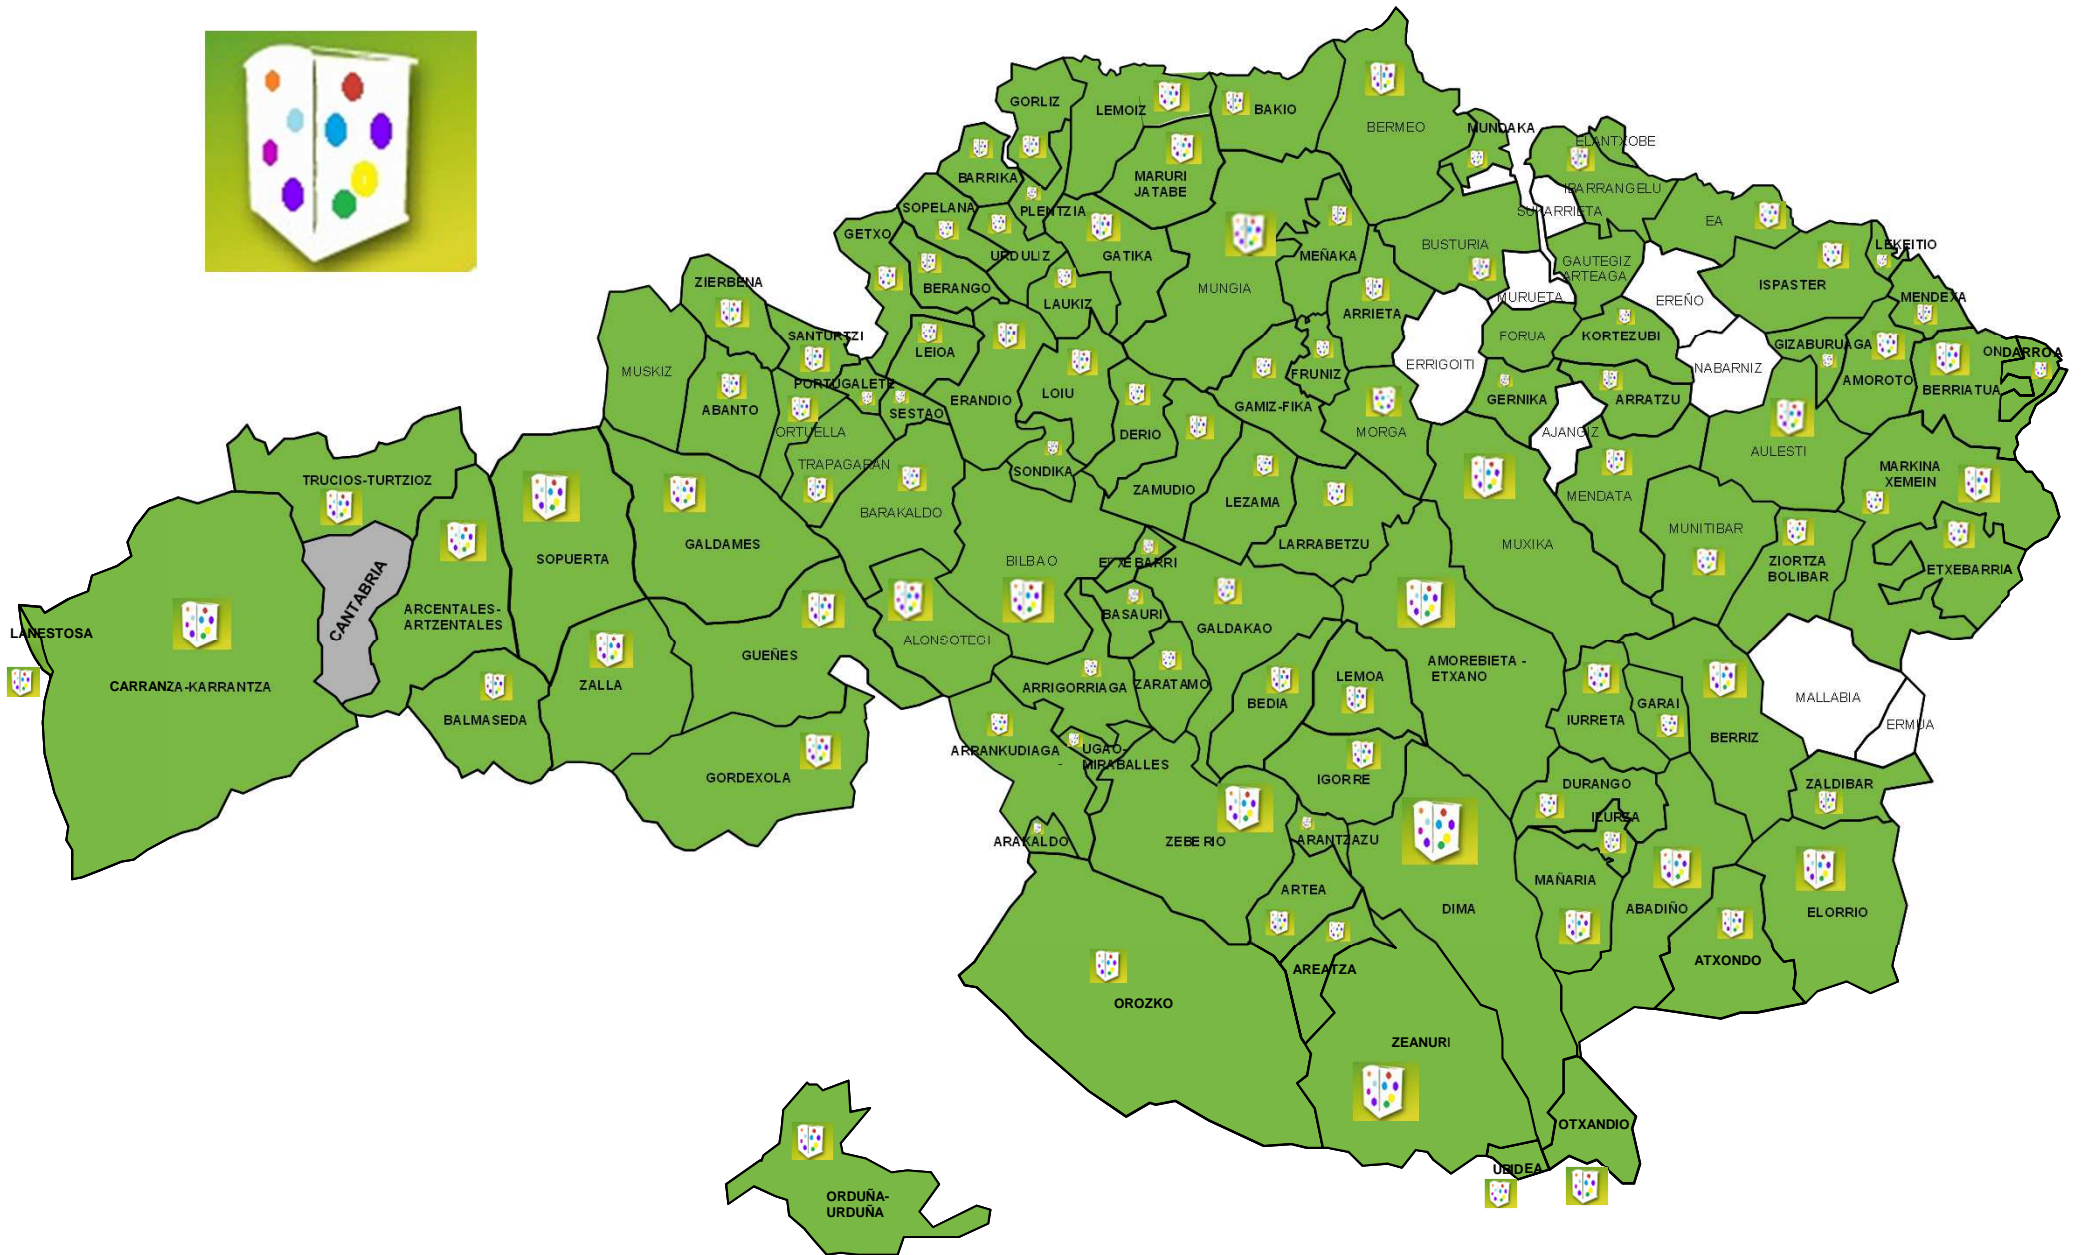 GORLIZ
LEMOIZ
BAKIO
BERMEO
MUNDAKA
ELANTXOBE
BARRIKA
MARURI
JATABE
IBARRANGELU
SOPELANA
PLENTZIA
SUKARRIETA
EA
GETXO
URDULIZ
GATIKA
MEÑAKA
BUSTURIA
GAUTEGIZ
ARTEAGA
LEKEITIO
ZIERBENA
BERANGO
LAUKIZ
MUNGIA
ARRIETA
MURUETA
EREÑO
ISPASTER
MENDEXA
SANTURTZI
LEIOA
FORUA
KORTEZUBI
GIZABURUAGA
ONDARROA
MUSKIZ
PORTUGALETE
LOIU
FRUNIZ
ERRIGOITI
NABARNIZ
AMOROTO
BERRIATUA
ABANTO
SESTAO
ERANDIO
GAMIZ-FIKA
GERNIKA
ARRATZU
ORTUELLA
DERIO
MORGA
AJANGIZ
AULESTI
TRAPAGARAN
SONDIKA
ZAMUDIO
MARKINA
XEMEIN
TRUCIOS-TURTZIOZ
LEZAMA
MENDATA
BARAKALDO
MUNITIBAR
SOPUERTA
GALDAMES
BILBAO
ETXEBARRI
LARRABETZU
MUXIKA
ZIORTZA
BOLIBAR
ETXEBARRIA
CANTABRIA
ARCENTALES-
ARTZENTALES
BASAURI
GALDAKAO
LANESTOSA
ALONSOTEGI
GUEÑES
CARRANZA-KARRANTZA
ZALLA
ARRIGORRIAGA
ZARATAMO
BEDIA
LEMOA
AMOREBIETA -
ETXANO
GARAI
MALLABIA
BALMASEDA
IURRETA
ERMUA
BERRIZ
ARRANKUDIAGA
UGAO-
MIRABALLES
GORDEXOLA
IGORRE
DURANGO
ZALDIBAR
IZURZA
ARAKALDO
ZEBERIO
ARANTZAZU
MAÑARIA
ARTEA
DIMA
ABADIÑO
ELORRIO
AREATZA
ATXONDO
OROZKO
ZEANURI
OTXANDIO
UBIDEA
ORDUÑA-
URDUÑA